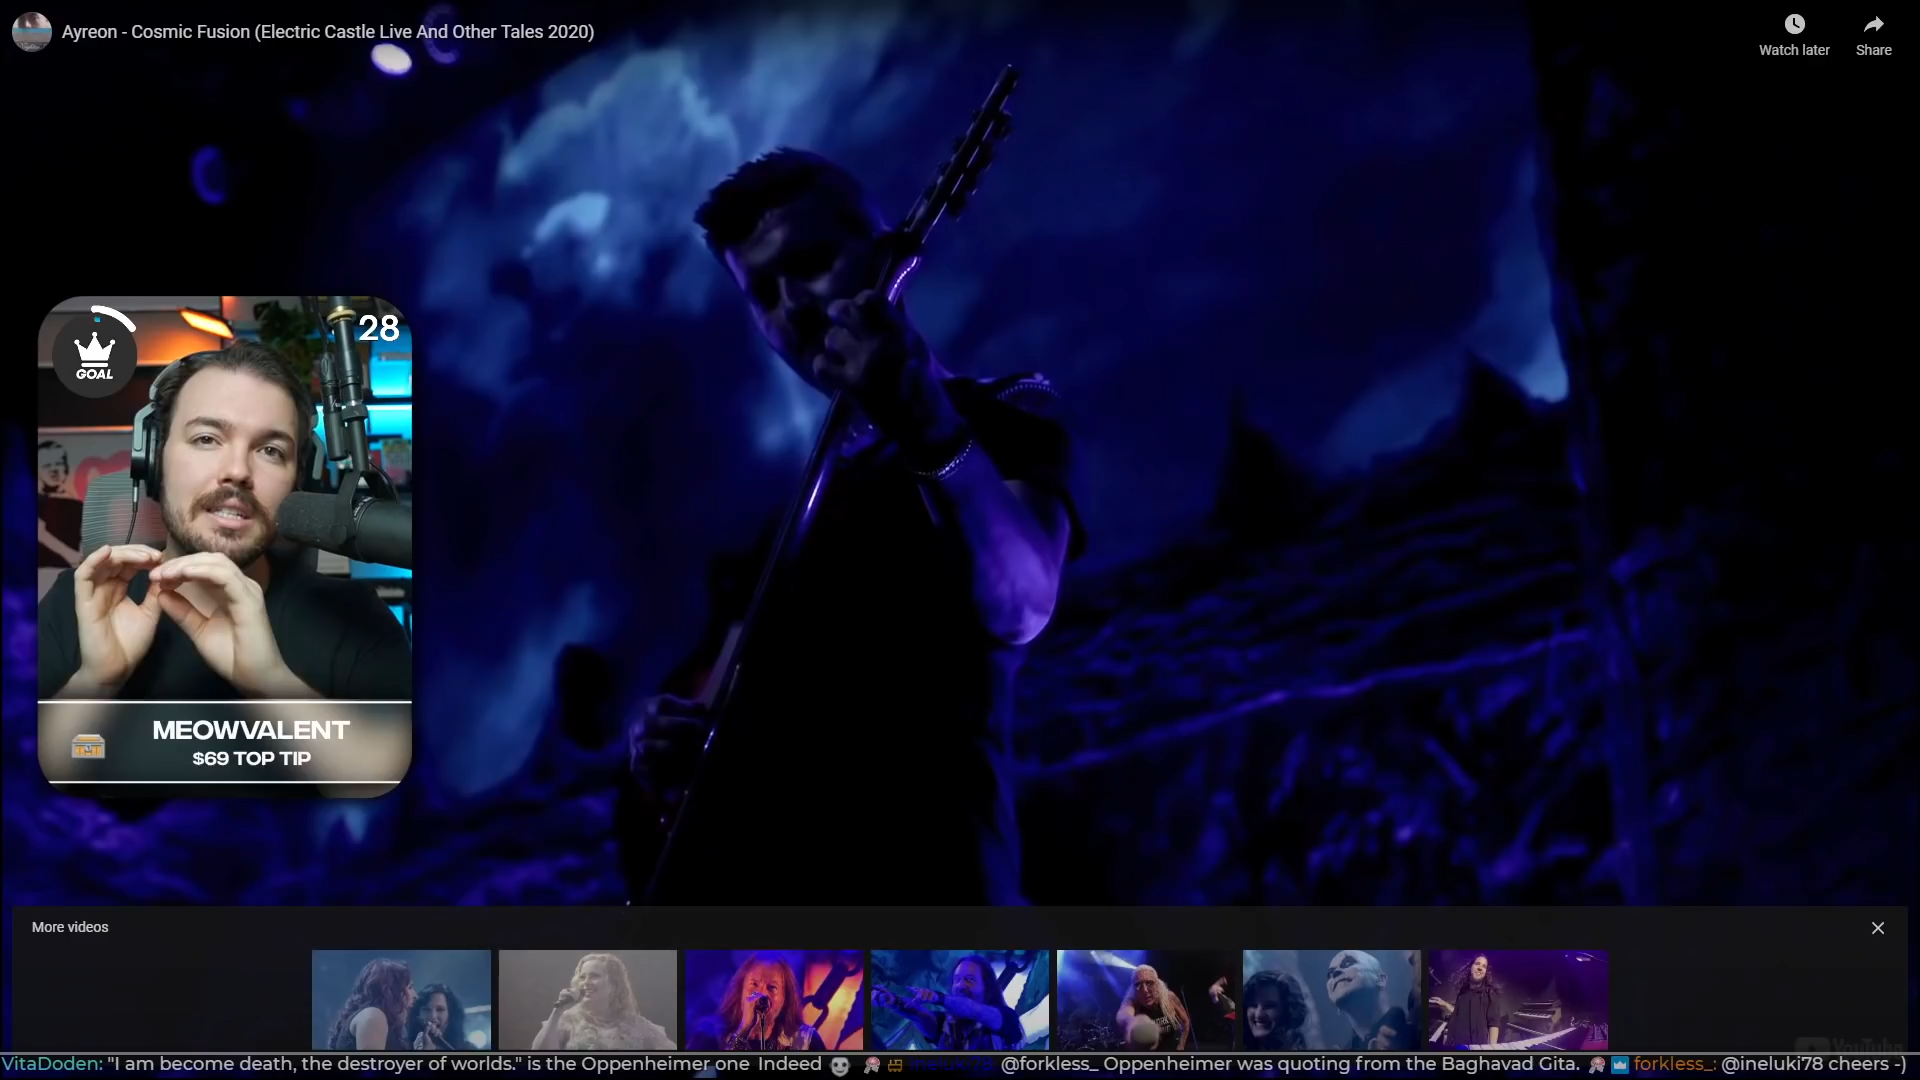 Ayreon - Cosmic Fusion (Electric Castle Live And Other Tales 2020)
Watch later
Share
28
GOAL
MEOWVALENT
$69 TOP TIP
More videos
YouTube
VitaDoden: "I am become death, the destroyer of worlds." is the Oppenheimer one Indeed ineluki78: @forkless_ Oppenheimer was quoting from the Baghavad Gita. forkless_: @ineluki78 cheers -)